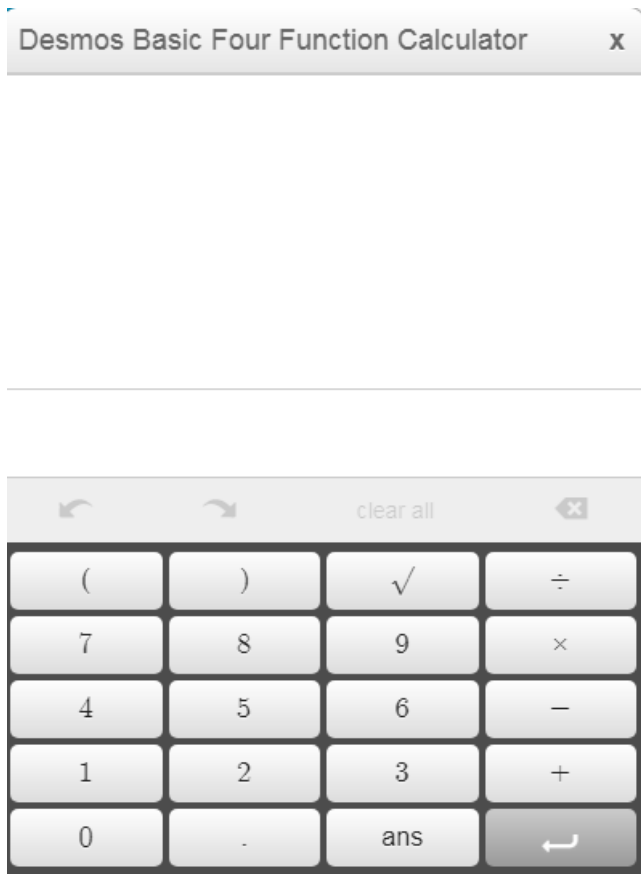 Desmos Basic Four Function Calculator x
clear all
( ) √ ÷
7 8 9 ×
4 5 6 −
1 2 3 +
0 . ans